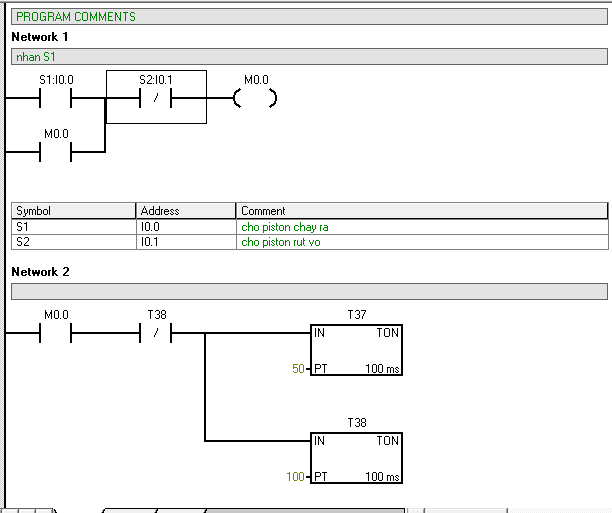 PROGRAM COMMENTS
Network 1
nhan S1
S1:I0.0 S2:I0.1 M0.0
/
M0.0
Symbol Address Comment
S1 I0.0 cho piston chay ra
S2 I0.1 cho piston rut vo
Network 2
M0.0 T38 T37
/ IN TON
50 PT 100 ms
T38
IN TON
100 PT 100 ms